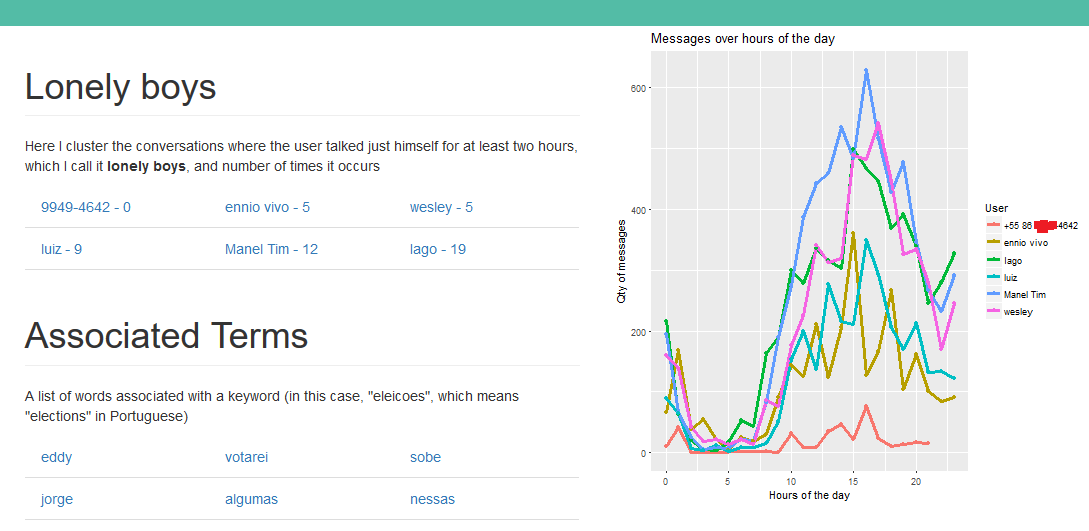 Lonely boys
Here I cluster the conversations where the user talked just himself for at least two hours,
which I call it lonely boys, and number of times it occurs
9949-4642 - 0 ennio vivo - 5 wesley - 5
luiz - 9 Manel Tim - 12 Iago - 19
Associated Terms
A list of words associated with a keyword (in this case, "eleicoes", which means
"elections" in Portuguese)
eddy votarei sobe
jorge algumas nessas
Messages over hours of the day
Qty of messages
600
400
200
0
0 5 10 15 20
Hours of the day
User
+55 86 4642
ennio vivo
Iago
luiz
Manel Tim
wesley